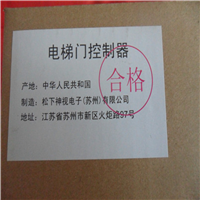 电梯门控制器
产地:中华人民共和国
制造:松下神视电子(苏州)有限公司
地址:江苏省苏州市新区火炬路97号
合格